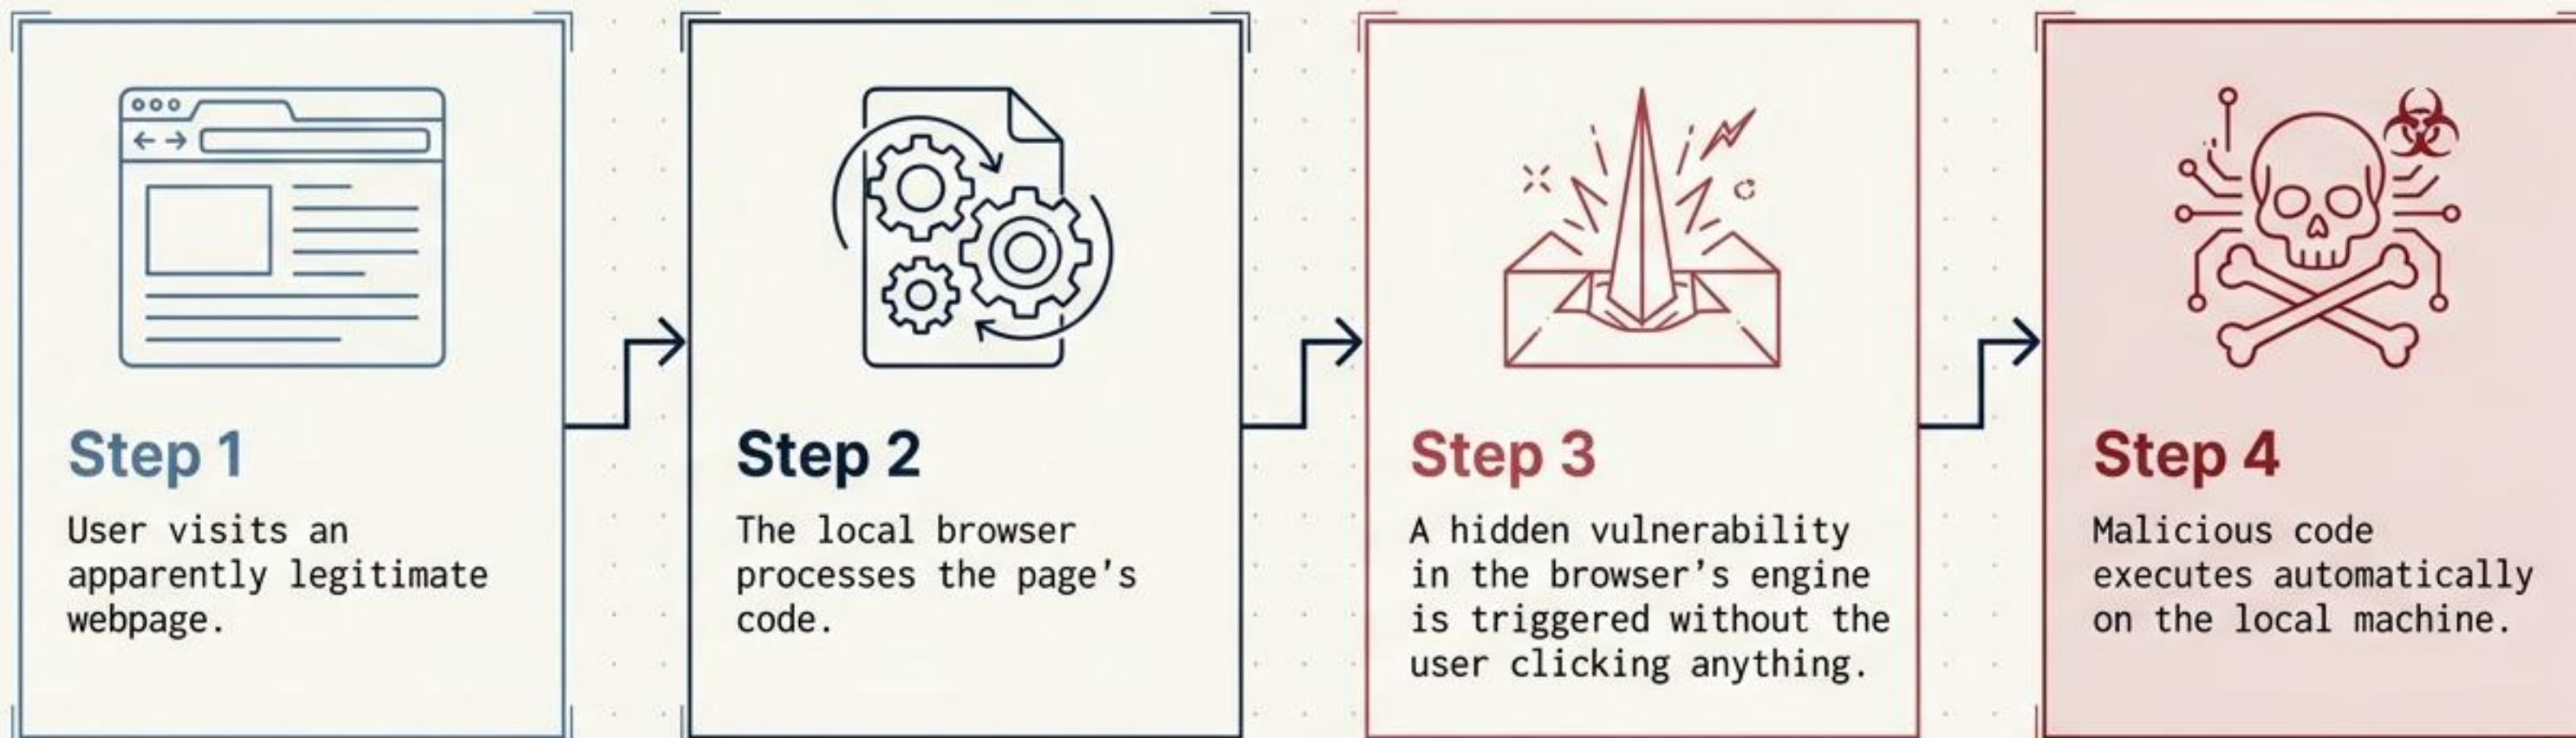 Step 1
User visits an
apparently legitimate
webpage.
Step 2
The local browser
processes the page's
code.
Step 3
A hidden vulnerability
in the browser's engine
is triggered without the
user clicking anything.
Step 4
Malicious code
executes automatically
on the local machine.